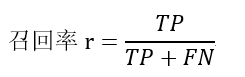 召回率 r = TP / (TP + FN)